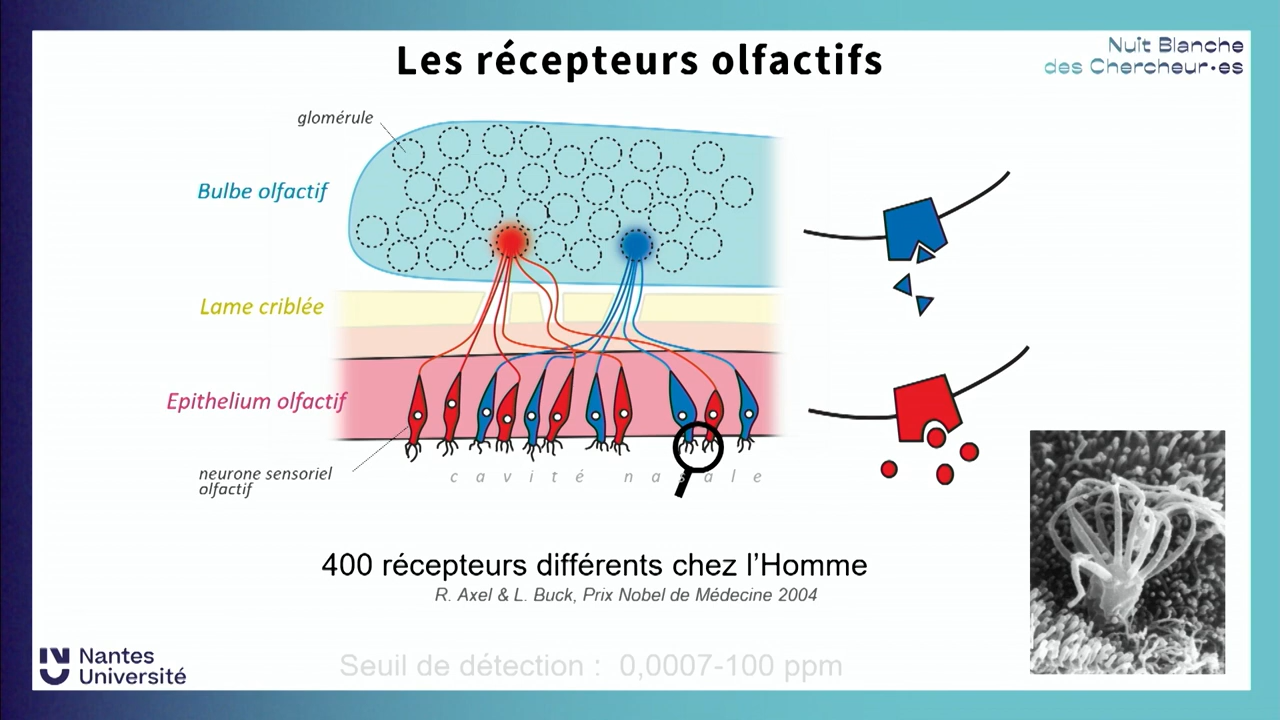 Les récepteurs olfactifs
Nuit Blanche
des Chercheur·es
glomérule
Bulbe olfactif
Lame criblée
Epithelium olfactif
neurone sensoriel
olfactif
cavité nasale
400 récepteurs différents chez l'Homme
R. Axel & L. Buck, Prix Nobel de Médecine 2004
Seuil de détection : 0,0007-100 ppm
Nantes
Université